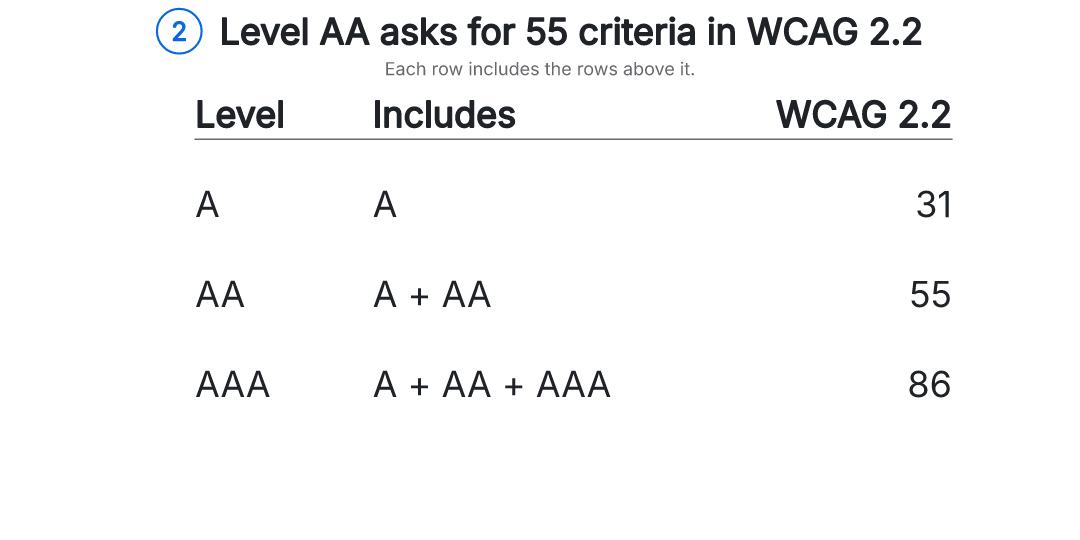 2 Level AA asks for 55 criteria in WCAG 2.2
Each row includes the rows above it.
Level Includes WCAG 2.2
A A 31
AA A + AA 55
AAA A + AA + AAA 86